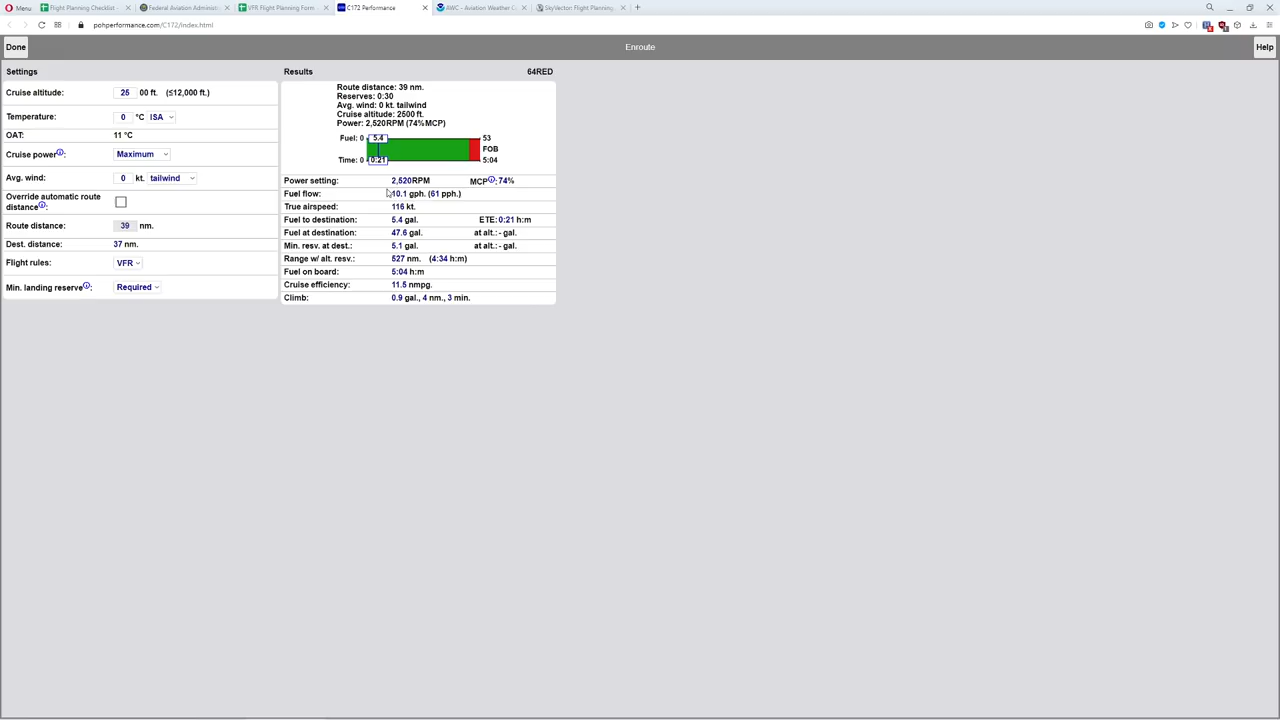 Menu
Flight Planning Checklist -
Federal Aviation Administ
VFR Flight Planning Form
C172 Performance
AWC - Aviation Weather C
SkyVector: Flight Planning
pohperformance.com/C172/index.html
Done
Enroute
Help
Settings
Cruise altitude: 25 00 ft. (≤12,000 ft.)
Temperature: 0 °C ISA
OAT: 11 °C
Cruise power: Maximum
Avg. wind: 0 kt. tailwind
Override automatic route
distance:
Route distance: 39 nm.
Dest. distance: 37 nm.
Flight rules: VFR
Min. landing reserve: Required
Results 64RED
Route distance: 39 nm.
Reserves: 0:30
Avg. wind: 0 kt. tailwind
Cruise altitude: 2500 ft.
Power: 2,520RPM (74%MCP)
Fuel: 0 5.4 53
FOB
Time: 0 0:21 5:04
Power setting: 2,520RPM MCP: 74%
Fuel flow: 10.1 gph. (61 pph.)
True airspeed: 116 kt.
Fuel to destination: 5.4 gal. ETE: 0:21 h:m
Fuel at destination: 47.6 gal. at alt.: - gal.
Min. resv. at dest.: 5.1 gal. at alt.: - gal.
Range w/ alt. resv.: 527 nm. (4:34 h:m)
Fuel on board: 5:04 h:m
Cruise efficiency: 11.5 nmpg.
Climb: 0.9 gal., 4 nm., 3 min.